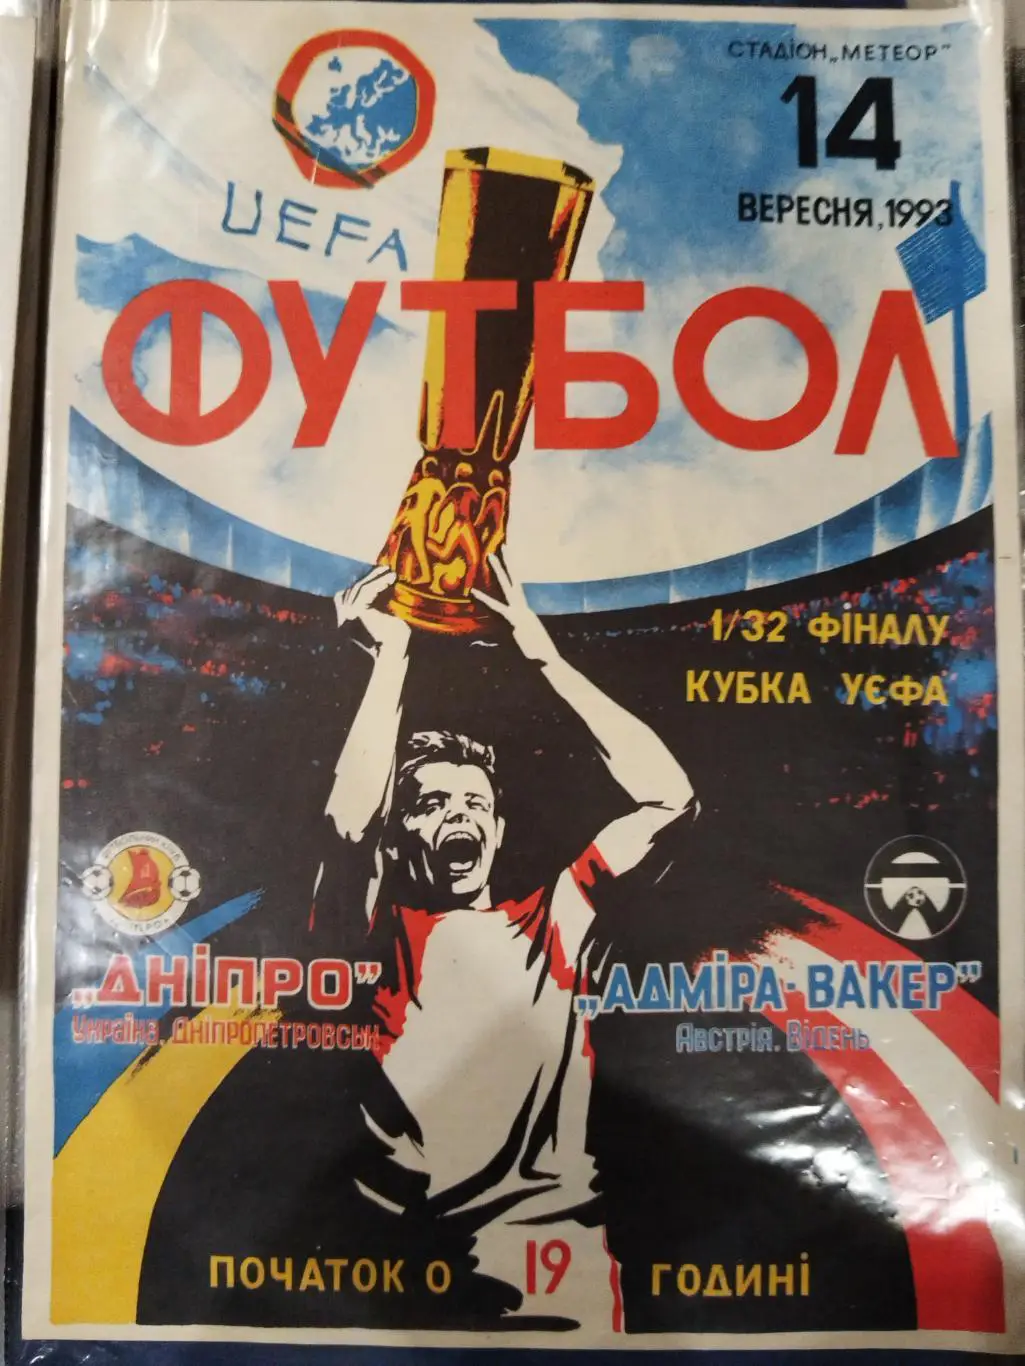 СТАДІОН „МЕТЕОР"
14
ВЕРЕСНЯ, 1993
UEFA
ФУТБОЛ
1/32 ФІНАЛУ
КУБКА УЄФА
„ДНІПРО"
Україна. Дніпропетровськ
„АДМІРА-ВАКЕР"
Австрія. Відень
ПОЧАТОК О 19 ГОДИНІ